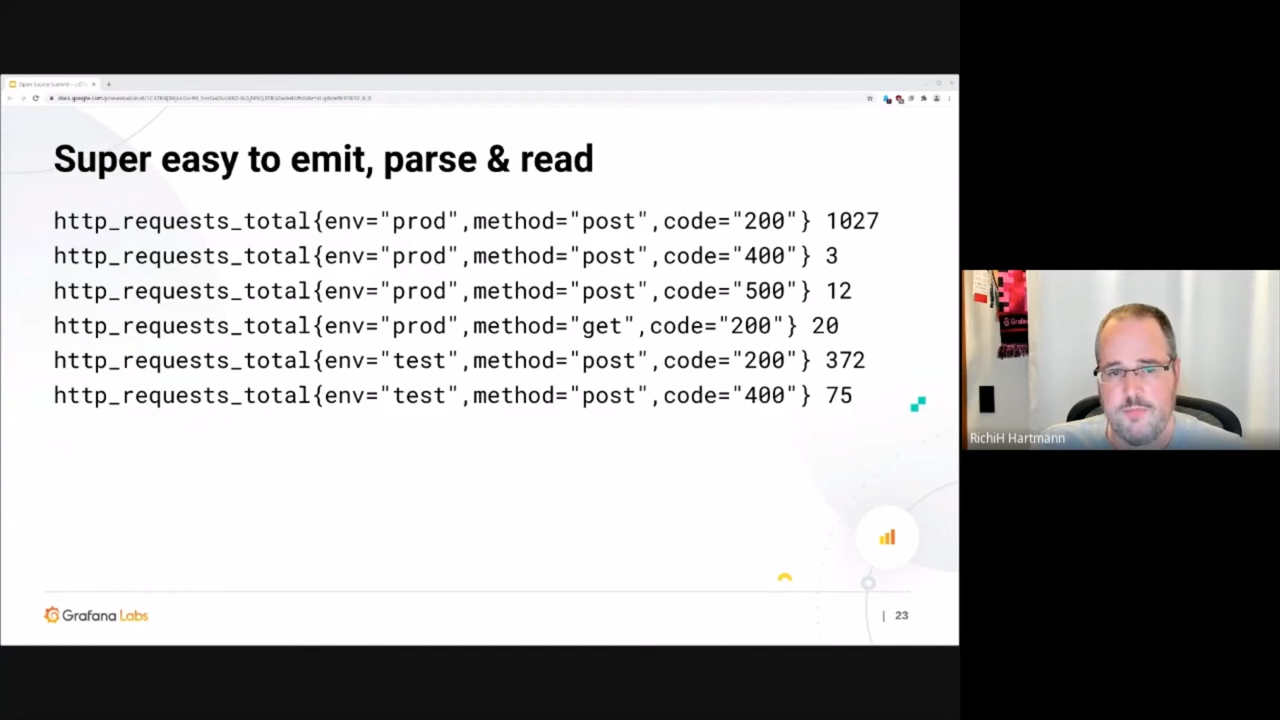 Open Source Summit
Super easy to emit, parse & read
http_requests_total{env="prod",method="post",code="200"} 1027
http_requests_total{env="prod",method="post",code="400"} 3
http_requests_total{env="prod",method="post",code="500"} 12
http_requests_total{env="prod",method="get",code="200"} 20
http_requests_total{env="test",method="post",code="200"} 372
http_requests_total{env="test",method="post",code="400"} 75
Grafana Labs
| 23
RichiH Hartmann